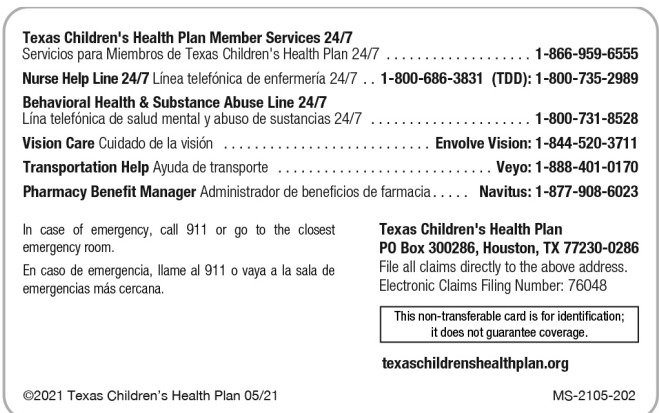 Texas Children's Health Plan Member Services 24/7
Servicios para Miembros de Texas Children's Health Plan 24/7 . . . . . . . . . . . . . . . . . . . 1-866-959-6555
Nurse Help Line 24/7 Línea telefónica de enfermería 24/7 . . 1-800-686-3831 (TDD): 1-800-735-2989
Behavioral Health & Substance Abuse Line 24/7
Lína telefónica de salud mental y abuso de sustancias 24/7 . . . . . . . . . . . . . . . . . . . . . 1-800-731-8528
Vision Care Cuidado de la visión . . . . . . . . . . . . . . . . . . . . . . . . . . . Envolve Vision: 1-844-520-3711
Transportation Help Ayuda de transporte . . . . . . . . . . . . . . . . . . . . . . . . . . . . Veyo: 1-888-401-0170
Pharmacy Benefit Manager Administrador de beneficios de farmacia . . . . . Navitus: 1-877-908-6023
In case of emergency, call 911 or go to the closest
emergency room.
En caso de emergencia, llame al 911 o vaya a la sala de
emergencias más cercana.
Texas Children's Health Plan
PO Box 300286, Houston, TX 77230-0286
File all claims directly to the above address.
Electronic Claims Filing Number: 76048
This non-transferable card is for identification;
it does not guarantee coverage.
texaschildrenshealthplan.org
©2021 Texas Children's Health Plan 05/21 MS-2105-202